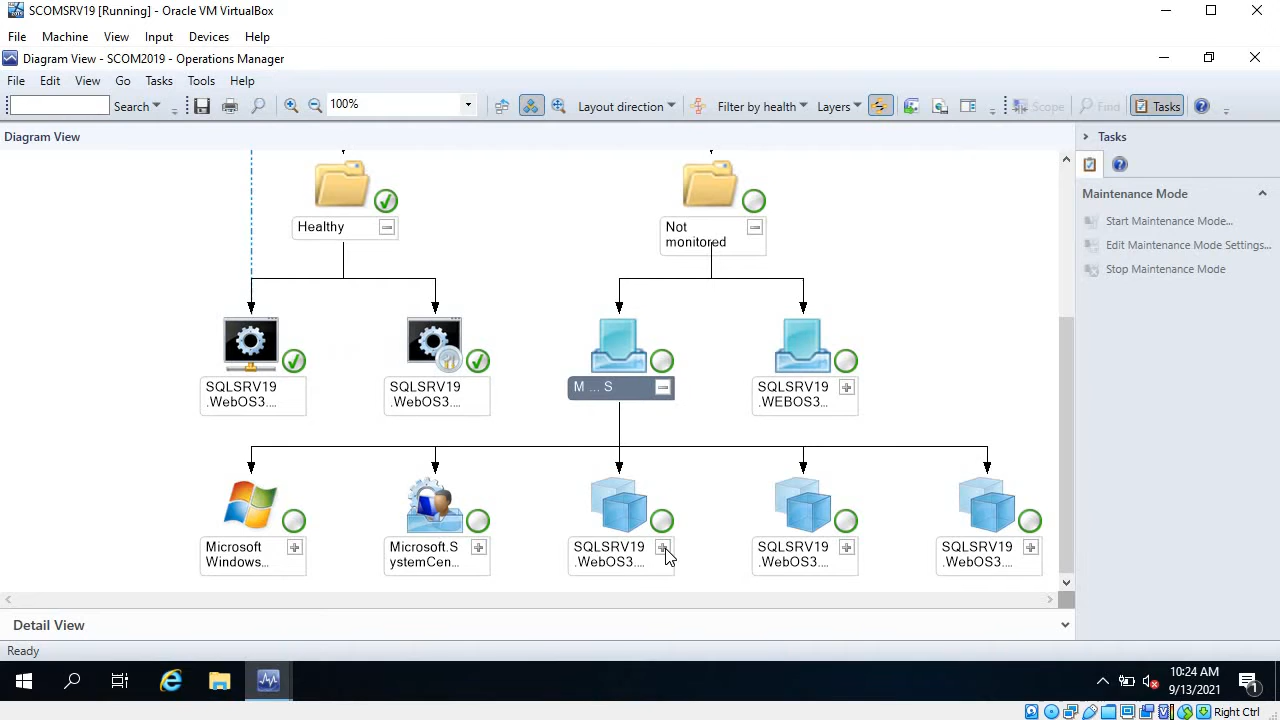 SCOMSRV19 [Running] - Oracle VM VirtualBox
File Machine View Input Devices Help
Diagram View - SCOM2019 - Operations Manager
File Edit View Go Tasks Tools Help
Search 100% Layout direction Filter by health Layers Scope Find Tasks
Diagram View
Tasks
Maintenance Mode
Start Maintenance Mode...
Edit Maintenance Mode Settings...
Stop Maintenance Mode
Healthy
Not
monitored
SQLSRV19
.WebOS3....
SQLSRV19
.WebOS3....
M ... S
SQLSRV19
.WEBOS3...
Microsoft
Windows...
Microsoft.S
ystemCen...
SQLSRV19
.WebOS3....
SQLSRV19
.WebOS3....
SQLSRV19
.WebOS3....
Detail View
Ready
10:24 AM
9/13/2021
1
Right Ctrl